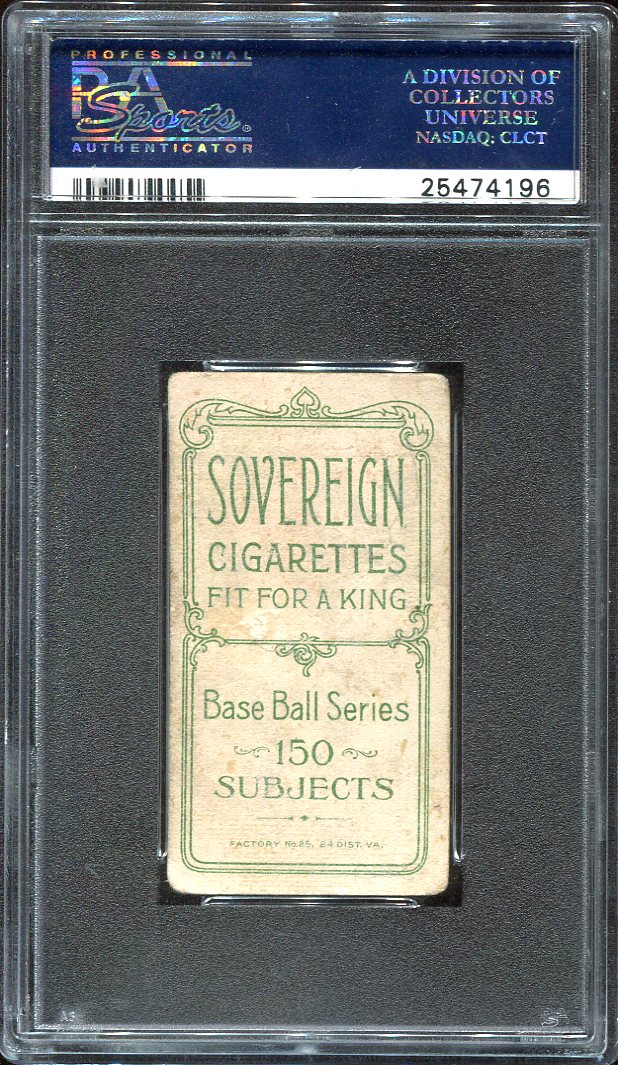 PROFESSIONAL
PSA
Sports®
AUTHENTICATOR
A DIVISION OF
COLLECTORS
UNIVERSE
NASDAQ: CLCT
25474196
SOVEREIGN
CIGARETTES
FIT FOR A KING
Base Ball Series
150
SUBJECTS
FACTORY No 25, 24 DIST. VA.